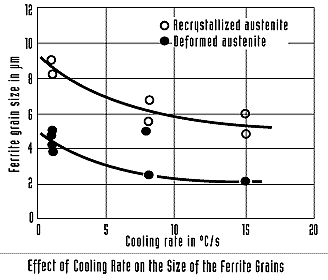 12
10
8
6
4
2
0
5
10
15
20
Ferrite grain size in µm
Recrystallized austenite
Deformed austenite
Cooling rate in °C/s
Effect of Cooling Rate on the Size of the Ferrite Grains